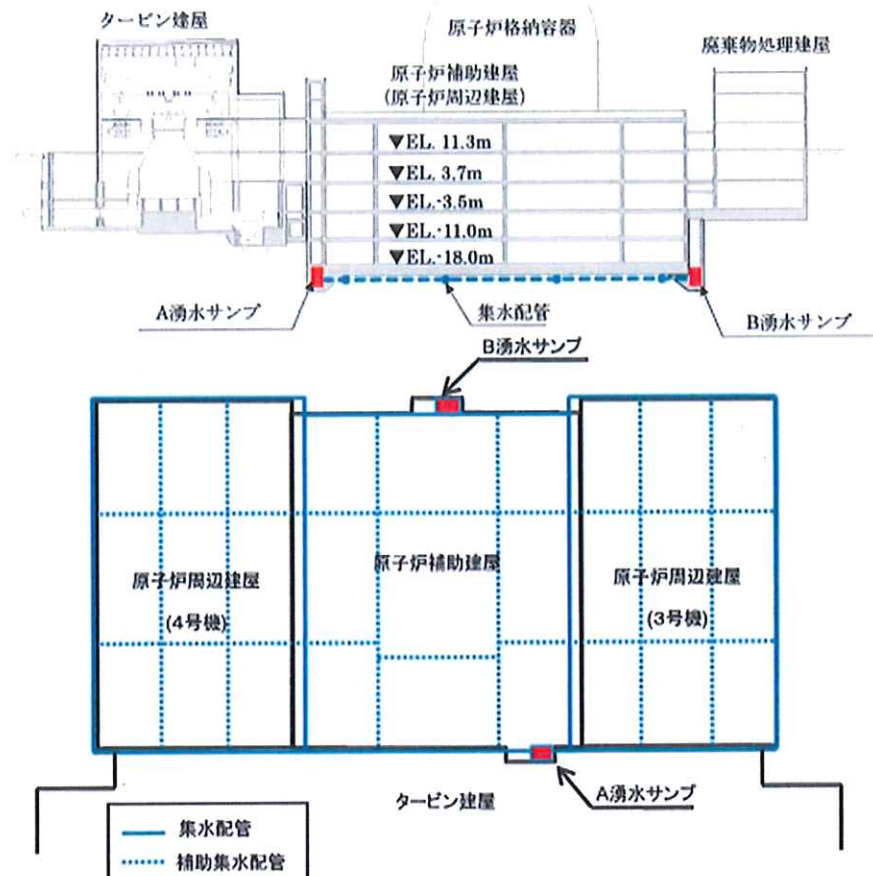 タービン建屋
原子炉格納容器
廃棄物処理建屋
原子炉補助建屋
(原子炉周辺建屋)
▼EL. 11.3m
▼EL. 3.7m
▼EL.-3.5m
▼EL.-11.0m
▼EL.-18.0m
A湧水サンプ
集水配管
B湧水サンプ
B湧水サンプ
原子炉周辺建屋
(4号機)
原子炉補助建屋
原子炉周辺建屋
(3号機)
タービン建屋
A湧水サンプ
集水配管
補助集水配管